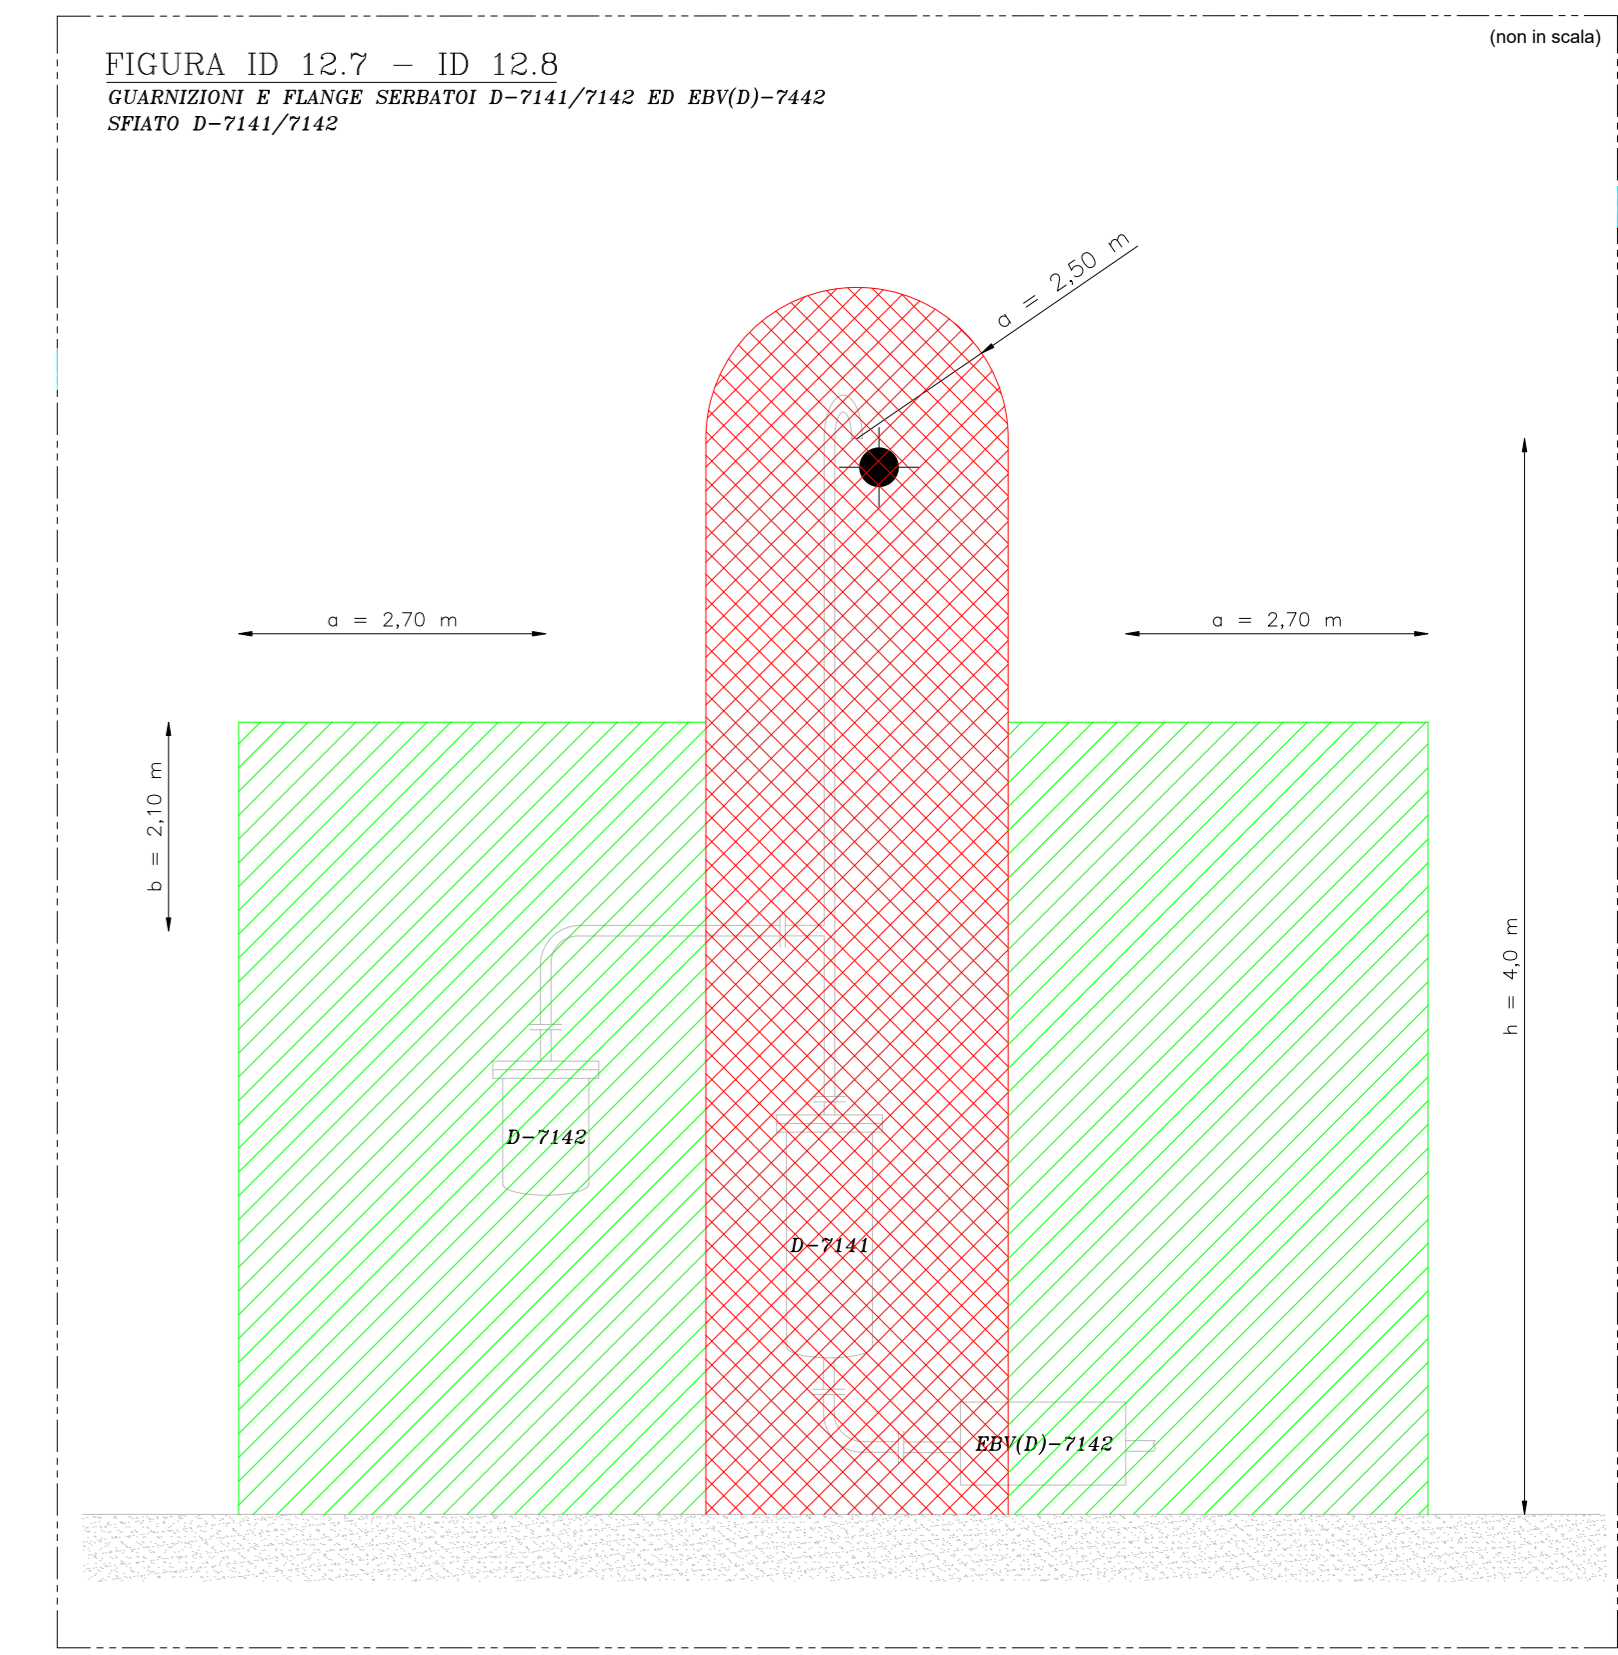 (non in scala)
FIGURA ID 12.7 - ID 12.8
GUARNIZIONI E FLANGE SERBATOI D-7141/7142 ED EBV(D)-7442
SFIATO D-7141/7142
a = 2,50 m
a = 2,70 m
a = 2,70 m
b = 2,10 m
h = 4,0 m
D-7142
D-7141
EBV(D)-7142